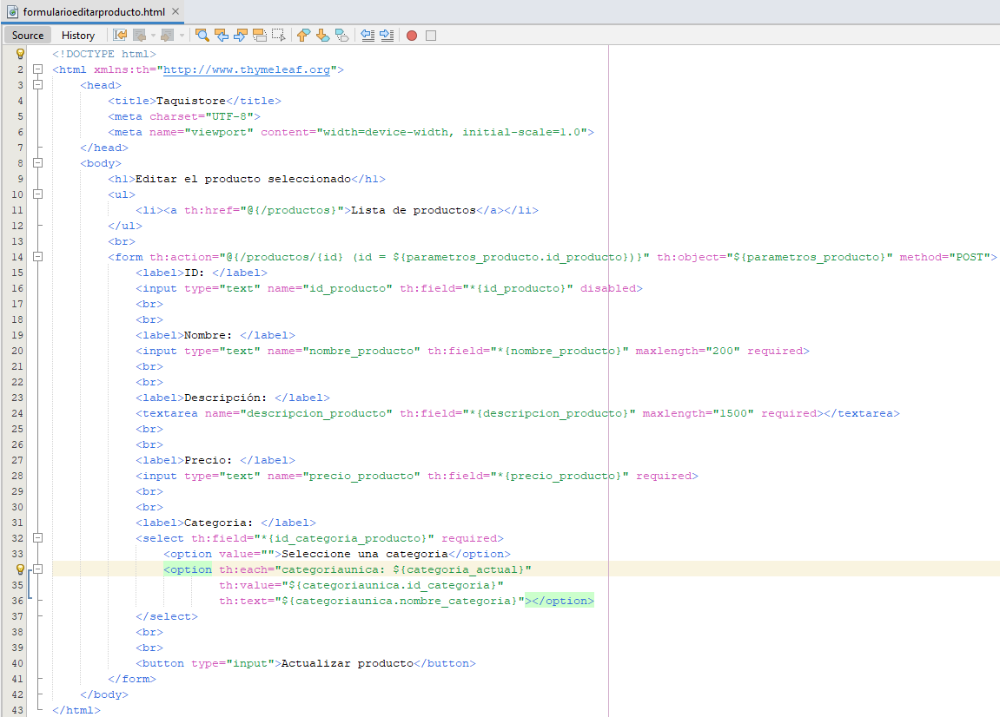 formularioeditarproducto.html
Source History
<!DOCTYPE html>
2 <html xmlns:th="http://www.thymeleaf.org">
3 <head>
4 <title>Taquistore</title>
5 <meta charset="UTF-8">
6 <meta name="viewport" content="width=device-width, initial-scale=1.0">
7 </head>
8 <body>
9 <h1>Editar el producto seleccionado</h1>
10 <ul>
11 <li><a th:href="@{/productos}">Lista de productos</a></li>
12 </ul>
13 <br>
14 <form th:action="@{/productos/{id} (id = ${parametros_producto.id_producto})}" th:object="${parametros_producto}" method="POST">
15 <label>ID: </label>
16 <input type="text" name="id_producto" th:field="*{id_producto}" disabled>
17 <br>
18 <br>
19 <label>Nombre: </label>
20 <input type="text" name="nombre_producto" th:field="*{nombre_producto}" maxlength="200" required>
21 <br>
22 <br>
23 <label>Descripción: </label>
24 <textarea name="descripcion_producto" th:field="*{descripcion_producto}" maxlength="1500" required></textarea>
25 <br>
26 <br>
27 <label>Precio: </label>
28 <input type="text" name="precio_producto" th:field="*{precio_producto}" required>
29 <br>
30 <br>
31 <label>Categoria: </label>
32 <select th:field="*{id_categoria_producto}" required>
33 <option value="">Seleccione una categoria</option>
<option th:each="categoriaunica: ${categoria_actual}"
35 th:value="${categoriaunica.id_categoria}"
36 th:text="${categoriaunica.nombre_categoria}"></option>
37 </select>
38 <br>
39 <br>
40 <button type="input">Actualizar producto</button>
41 </form>
42 </body>
43 </html>